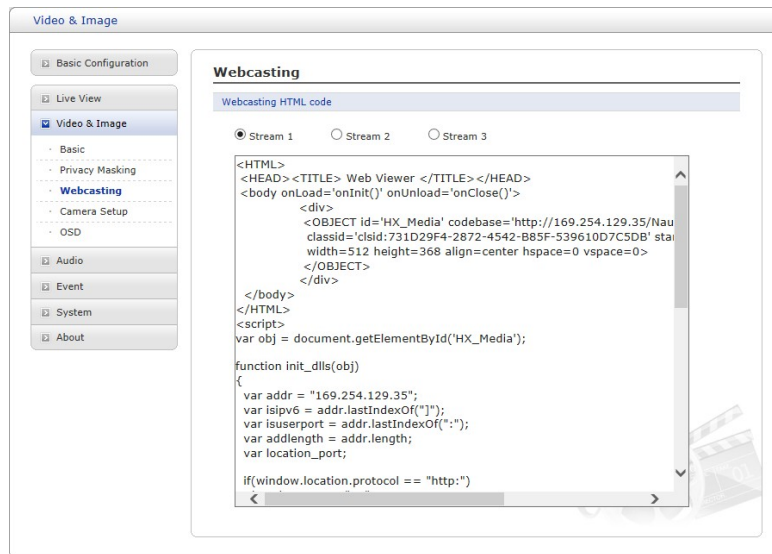 Video & Image
Basic Configuration
Live View
Video & Image
Basic
Privacy Masking
Webcasting
Camera Setup
OSD
Audio
Event
System
About
Webcasting
Webcasting HTML code
Stream 1 Stream 2 Stream 3
<HTML>
<HEAD><TITLE> Web Viewer </TITLE></HEAD>
<body onLoad='onInit()' onUnload='onClose()'>
<div>
<OBJECT id='HX_Media' codebase='http://169.254.129.35/Nau
classid='clsid:731D29F4-2872-4542-B85F-539610D7C5DB' star
width=512 height=368 align=center hspace=0 vspace=0>
</OBJECT>
</div>
</body>
</HTML>
<script>
var obj = document.getElementById('HX_Media');
function init_dlls(obj)
{
var addr = "169.254.129.35";
var isipv6 = addr.lastIndexOf("]");
var isuserport = addr.lastIndexOf(":");
var addlength = addr.length;
var location_port;
if(window.location.protocol == "http:")